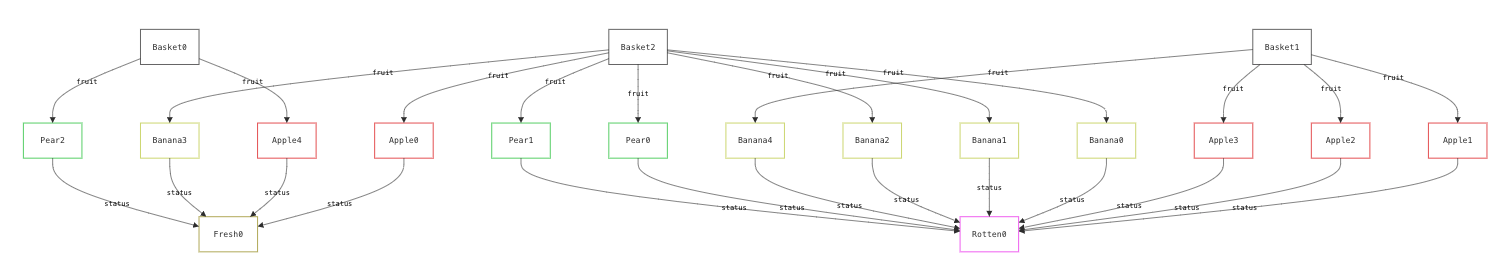 Basket0
Basket2
Basket1
fruit
fruit
fruit
fruit
fruit
fruit
fruit
fruit
fruit
fruit
fruit
fruit
fruit
Pear2
Banana3
Apple4
Apple0
Pear1
Pear0
Banana4
Banana2
Banana1
Banana0
Apple3
Apple2
Apple1
status
status
status
status
status
status
status
status
status
status
status
status
status
Fresh0
Rotten0